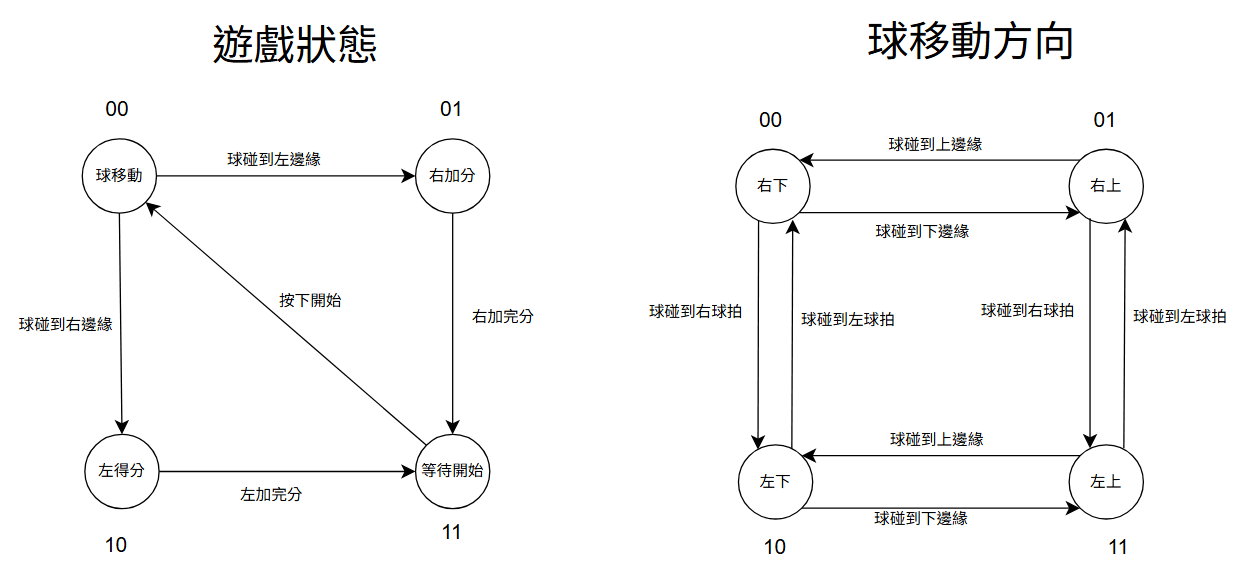 遊戲狀態
00
01
球移動
球碰到左邊緣
右加分
球碰到右邊緣
按下開始
右加完分
左得分
左加完分
等待開始
10
11
球移動方向
00
01
球碰到上邊緣
右下
右上
球碰到下邊緣
球碰到右球拍
球碰到左球拍
球碰到右球拍
球碰到左球拍
球碰到上邊緣
左下
左上
球碰到下邊緣
10
11